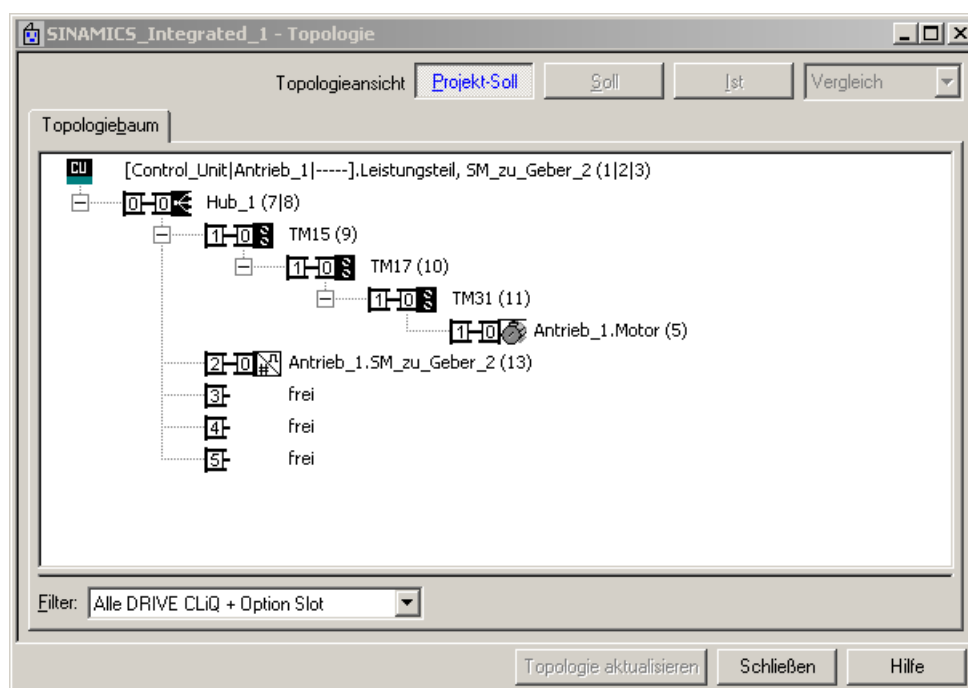 SINAMICS_Integrated_1 - Topologie
Topologieansicht Projekt-Soll Soll Ist Vergleich
Topologiebaum
CU [Control_Unit|Antrieb_1|-----].Leistungsteil, SM_zu_Geber_2 (1|2|3)
0 0 Hub_1 (7|8)
1 0 TM15 (9)
1 0 TM17 (10)
1 0 TM31 (11)
1 0 Antrieb_1.Motor (5)
2 0 Antrieb_1.SM_zu_Geber_2 (13)
3 frei
4 frei
5 frei
Filter: Alle DRIVE CLiQ + Option Slot
Topologie aktualisieren Schließen Hilfe